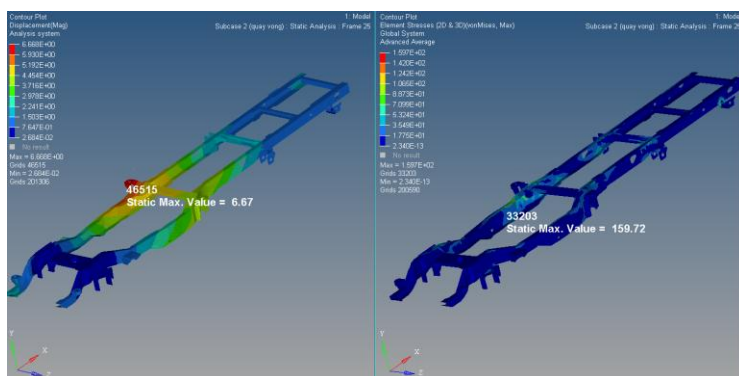 Contour Plot
Displacement(Mag)
Analysis system
6.668E+00
5.930E+00
5.192E+00
4.454E+00
3.716E+00
2.978E+00
2.241E+00
1.503E+00
7.647E-01
2.684E-02
No result
Max = 6.668E+00
Grids 46515
Min = 2.684E-02
Grids 201306
1: Model
Subcase 2 (quay vong) : Static Analysis : Frame 25
46515
Static Max. Value = 6.67
Y
X
Z
Contour Plot
Element Stresses (2D & 3D)(vonMises, Max)
Global System
Advanced Average
1.597E+02
1.420E+02
1.242E+02
1.065E+02
8.873E+01
7.099E+01
5.324E+01
3.549E+01
1.775E+01
2.340E-13
No result
Max = 1.597E+02
Grids 33203
Min = 2.340E-13
Grids 200590
1: Model
Subcase 2 (quay vong) : Static Analysis : Frame 25
33203
Static Max. Value = 159.72
Y
X
Z